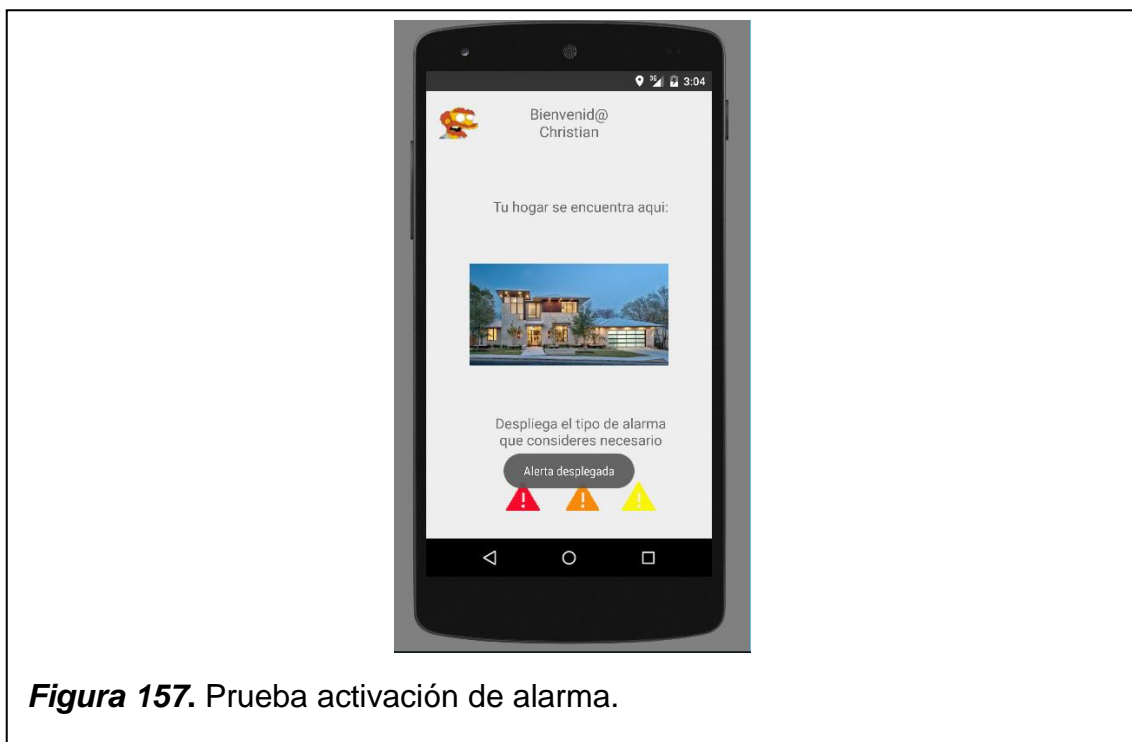 3G 3:04
Bienvenid@
Christian
Tu hogar se encuentra aqui:
Despliega el tipo de alarma
que consideres necesario
Alerta desplegada
Figura 157. Prueba activación de alarma.